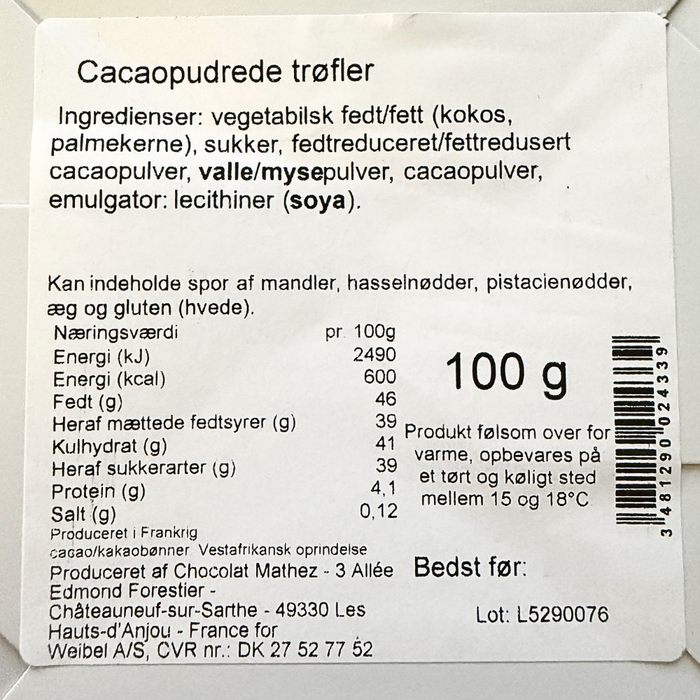 Cacaopudrede trøfler
Ingredienser: vegetabilsk fedt/fett (kokos,
palmekerne), sukker, fedtreduceret/fettredusert
cacaopulver, valle/mysepulver, cacaopulver,
emulgator: lecithiner (soya).
Kan indeholde spor af mandler, hasselnødder, pistacienødder,
æg og gluten (hvede).
Næringsværdi pr. 100g
Energi (kJ) 2490
Energi (kcal) 600
Fedt (g) 46
Heraf mættede fedtsyrer (g) 39
Kulhydrat (g) 41
Heraf sukkerarter (g) 39
Protein (g) 4,1
Salt (g) 0,12
Produceret i Frankrig
cacao/kakaobønner Vestafrikansk oprindelse
Produceret af Chocolat Mathez - 3 Allée
Edmond Forestier -
Châteauneuf-sur-Sarthe - 49330 Les
Hauts-d'Anjou - France for
Weibel A/S, CVR nr.: DK 27 52 77 52
100 g
Produkt følsom over for
varme, opbevares på
et tørt og køligt sted
mellem 15 og 18°C
Bedst før:
Lot: L5290076
3 481290 024339